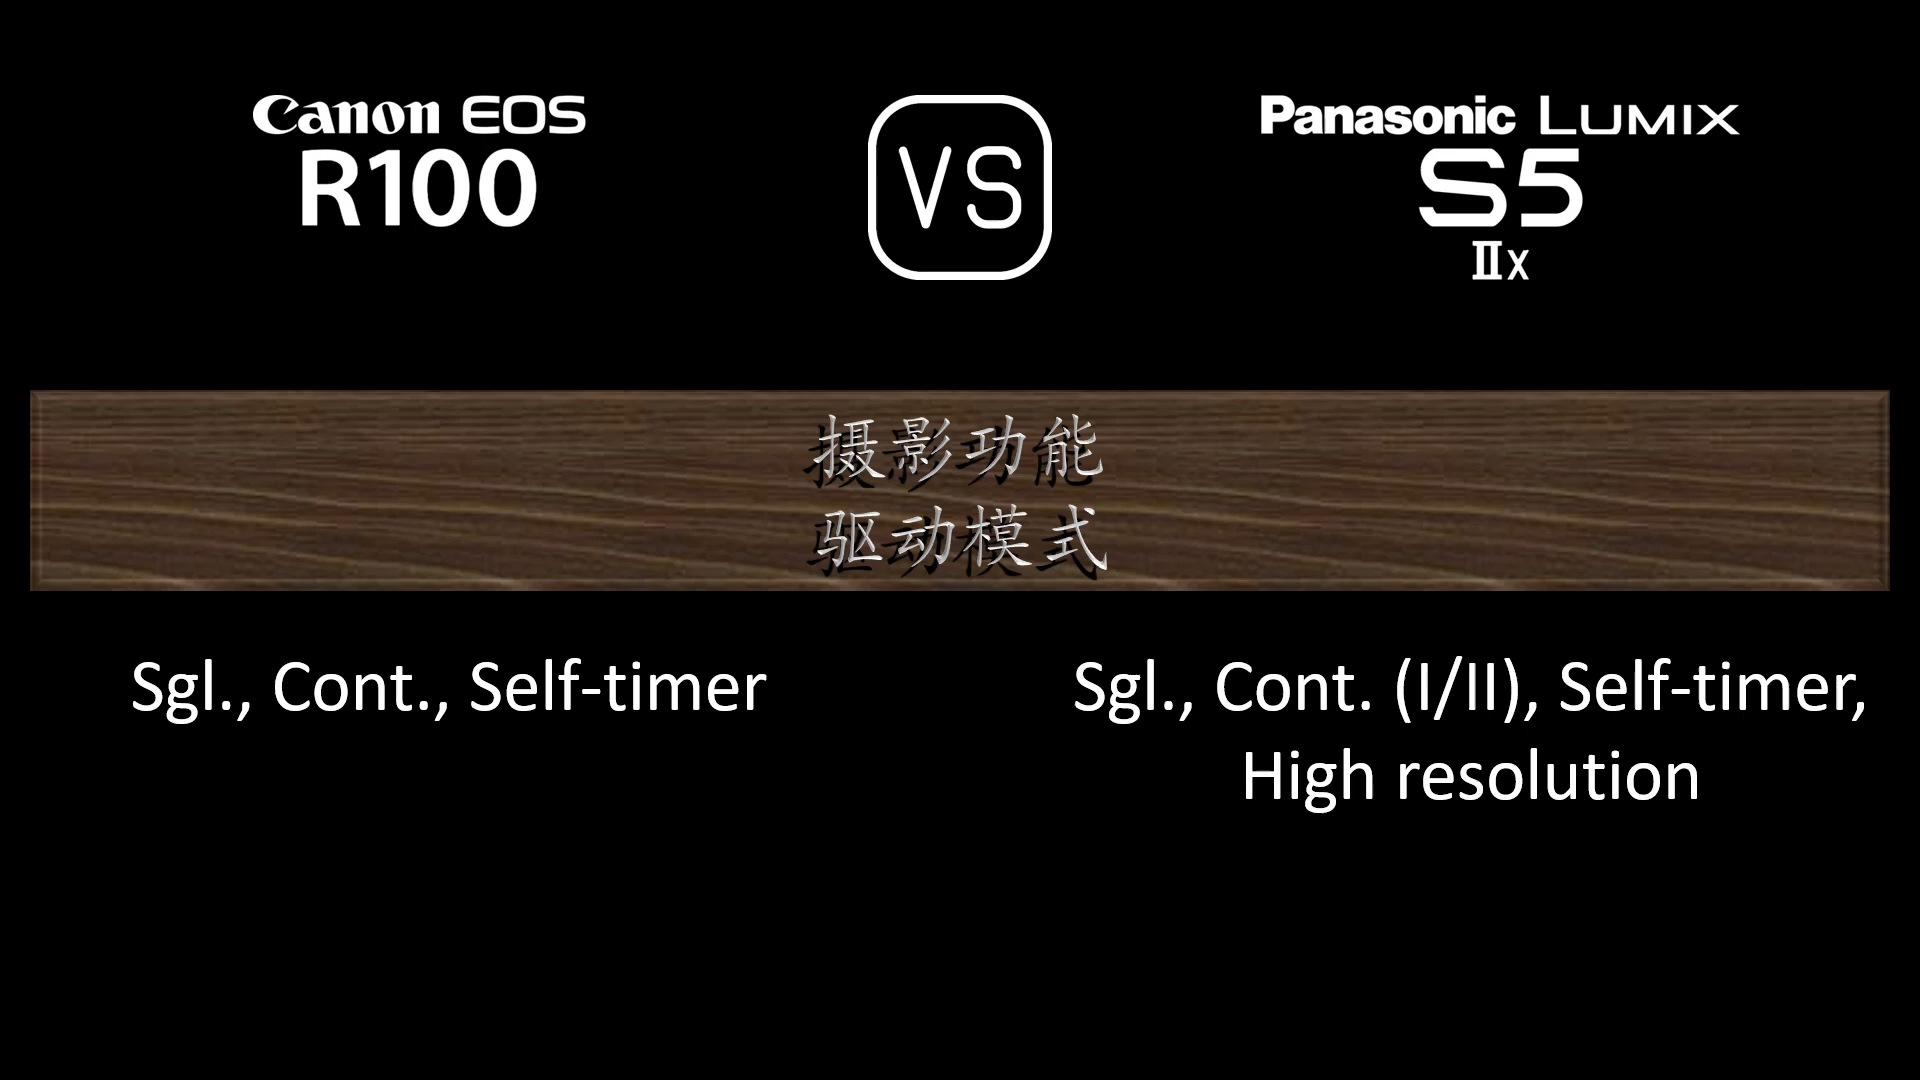 Canon EOS
R100
VS
Panasonic LUMIX
S5
IIx
摄影功能
驱动模式
Sgl., Cont., Self-timer
Sgl., Cont. (I/II), Self-timer,
High resolution